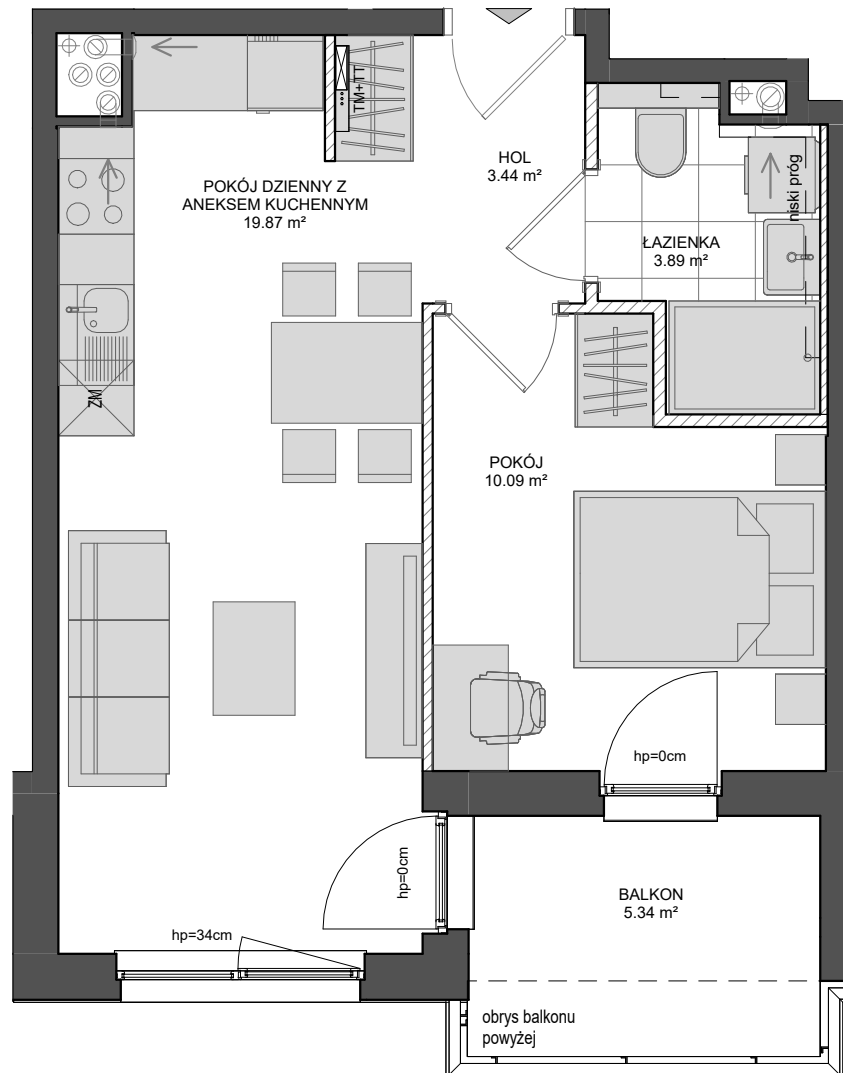 TM+TT
HOL
3.44 m²
POKÓJ DZIENNY Z
ANEKSEM KUCHENNYM
19.87 m²
niski próg
ŁAZIENKA
3.89 m²
ZM
POKÓJ
10.09 m²
hp=0cm
hp=0cm
BALKON
5.34 m²
hp=34cm
obrys balkonu
powyżej